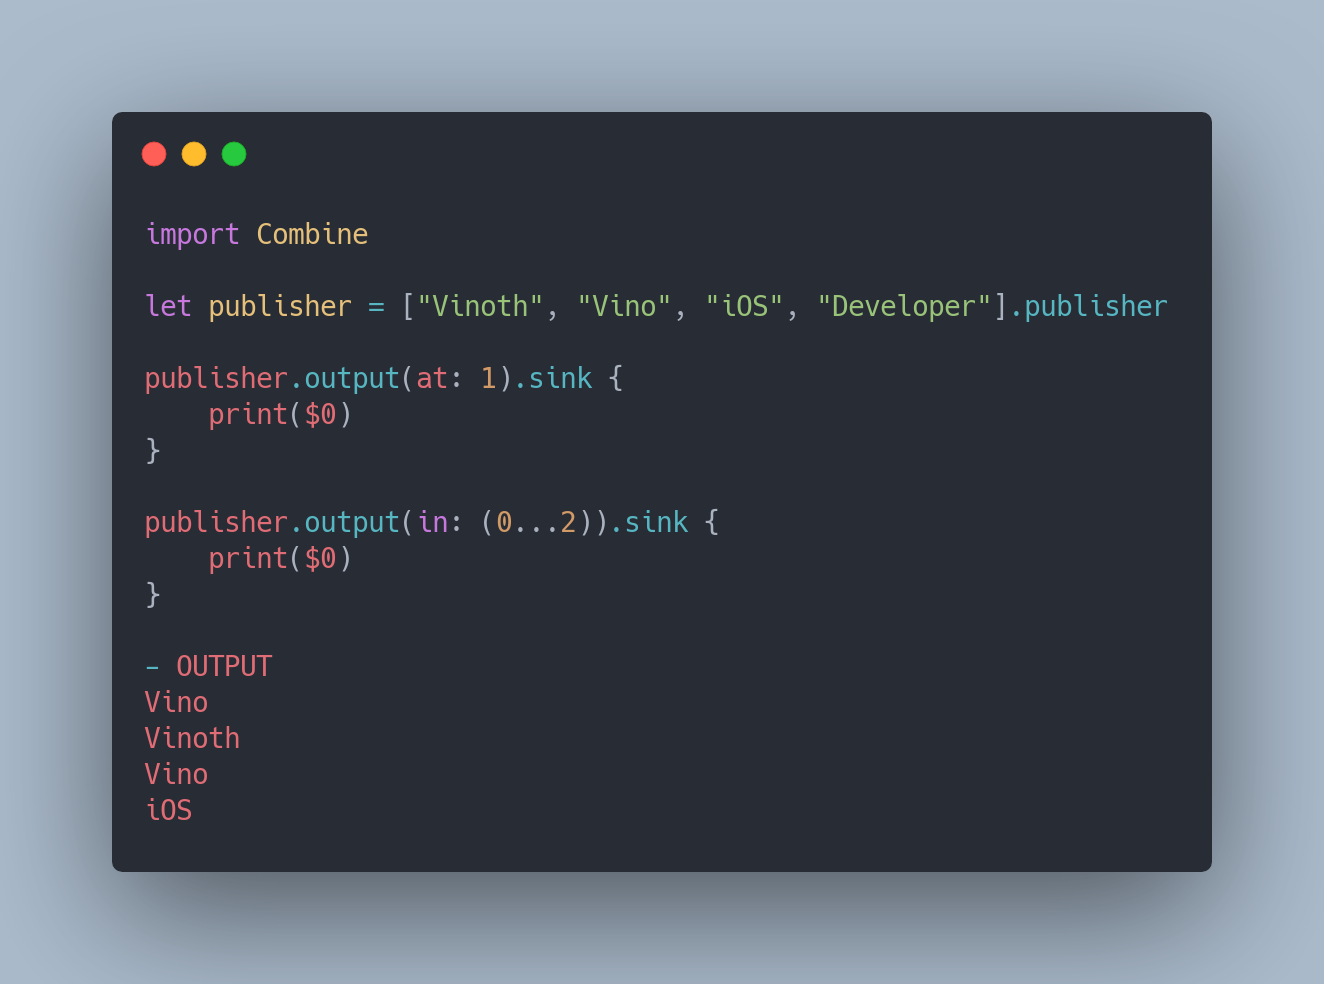 import Combine
let publisher = ["Vinoth", "Vino", "iOS", "Developer"].publisher
publisher.output(at: 1).sink {
    print($0)
}
publisher.output(in: (0...2)).sink {
    print($0)
}
- OUTPUT
Vino
Vinoth
Vino
iOS